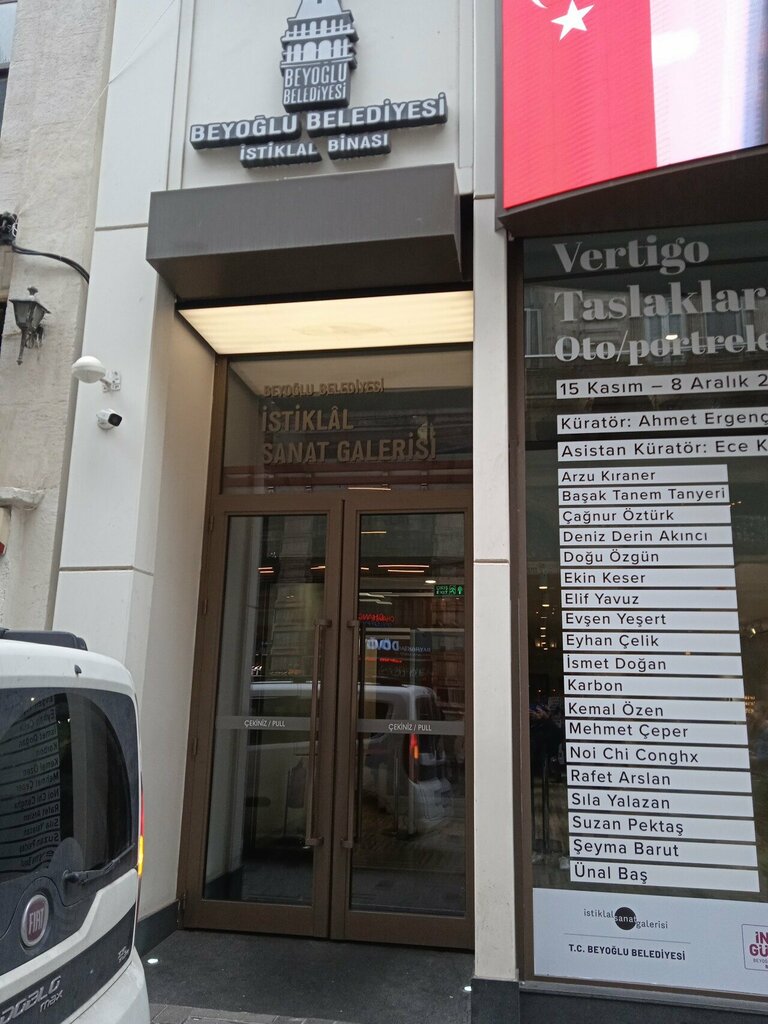 BEYOĞLU
BELEDİYESİ
BEYOĞLU BELEDİYESİ
İSTİKLAL BİNASI
BEYOĞLU BELEDİYESİ
İSTİKLÂL
SANAT GALERİSİ
ÇEKİNİZ / PULL
ÇEKİNİZ / PULL
Vertigo
Taslaklar
Oto/portrele
15 Kasım – 8 Aralık 2
Küratör: Ahmet Ergenç
Asistan Küratör: Ece K
Arzu Kıraner
Başak Tanem Tanyeri
Çağnur Öztürk
Deniz Derin Akıncı
Doğu Özgün
Ekin Keser
Elif Yavuz
Evşen Yeşert
Eyhan Çelik
İsmet Doğan
Karbon
Kemal Özen
Mehmet Çeper
Noi Chi Conghx
Rafet Arslan
Sıla Yalazan
Suzan Pektaş
Şeyma Barut
Ünal Baş
istiklalsanatgalerisi
T.C. BEYOĞLU BELEDİYESİ
İN
GÜ
FIAT
DOBLO
max